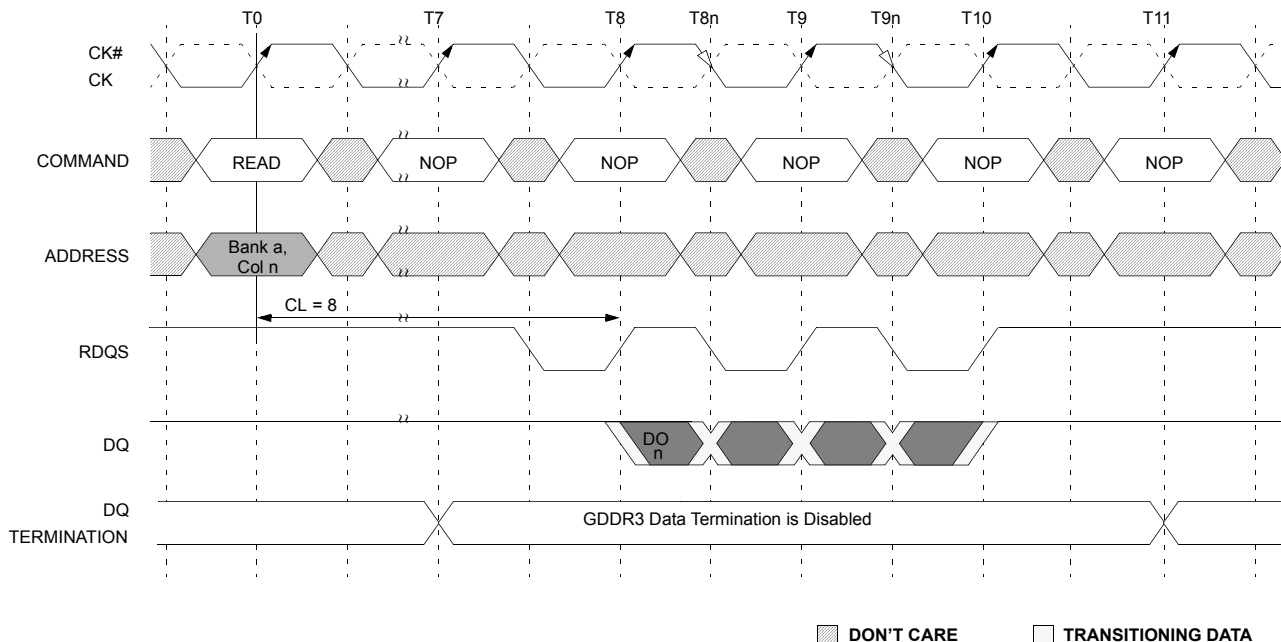 T0 T7 T8 T8n T9 T9n T10 T11
CK#
CK
COMMAND READ NOP NOP NOP NOP NOP
ADDRESS Bank a,
Col n
CL = 8
RDQS
DQ DO
n
DQ
TERMINATION
GDDR3 Data Termination is Disabled
DON'T CARE TRANSITIONING DATA